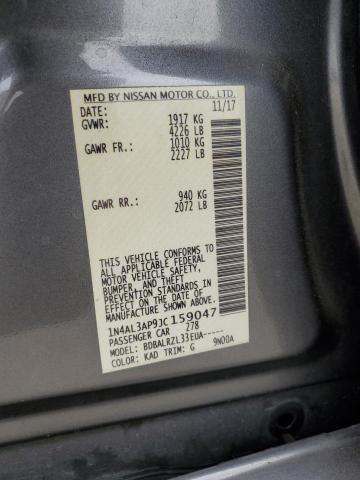 MFD BY NISSAN MOTOR CO., LTD.
DATE: 11/17
GVWR: 1917 KG
4226 LB
GAWR FR.: 1010 KG
2227 LB
GAWR RR.: 940 KG
2072 LB
THIS VEHICLE CONFORMS TO
ALL APPLICABLE FEDERAL
MOTOR VEHICLE SAFETY,
BUMPER, AND THEFT
PREVENTION STANDARDS
IN EFFECT ON THE DATE OF
MANUFACTURE SHOWN ABOVE.
1N4AL3AP9JC159047
PASSENGER CAR 278
MODEL: BDBALRZL33EUA-----
COLOR: KAD TRIM: G 9N00A